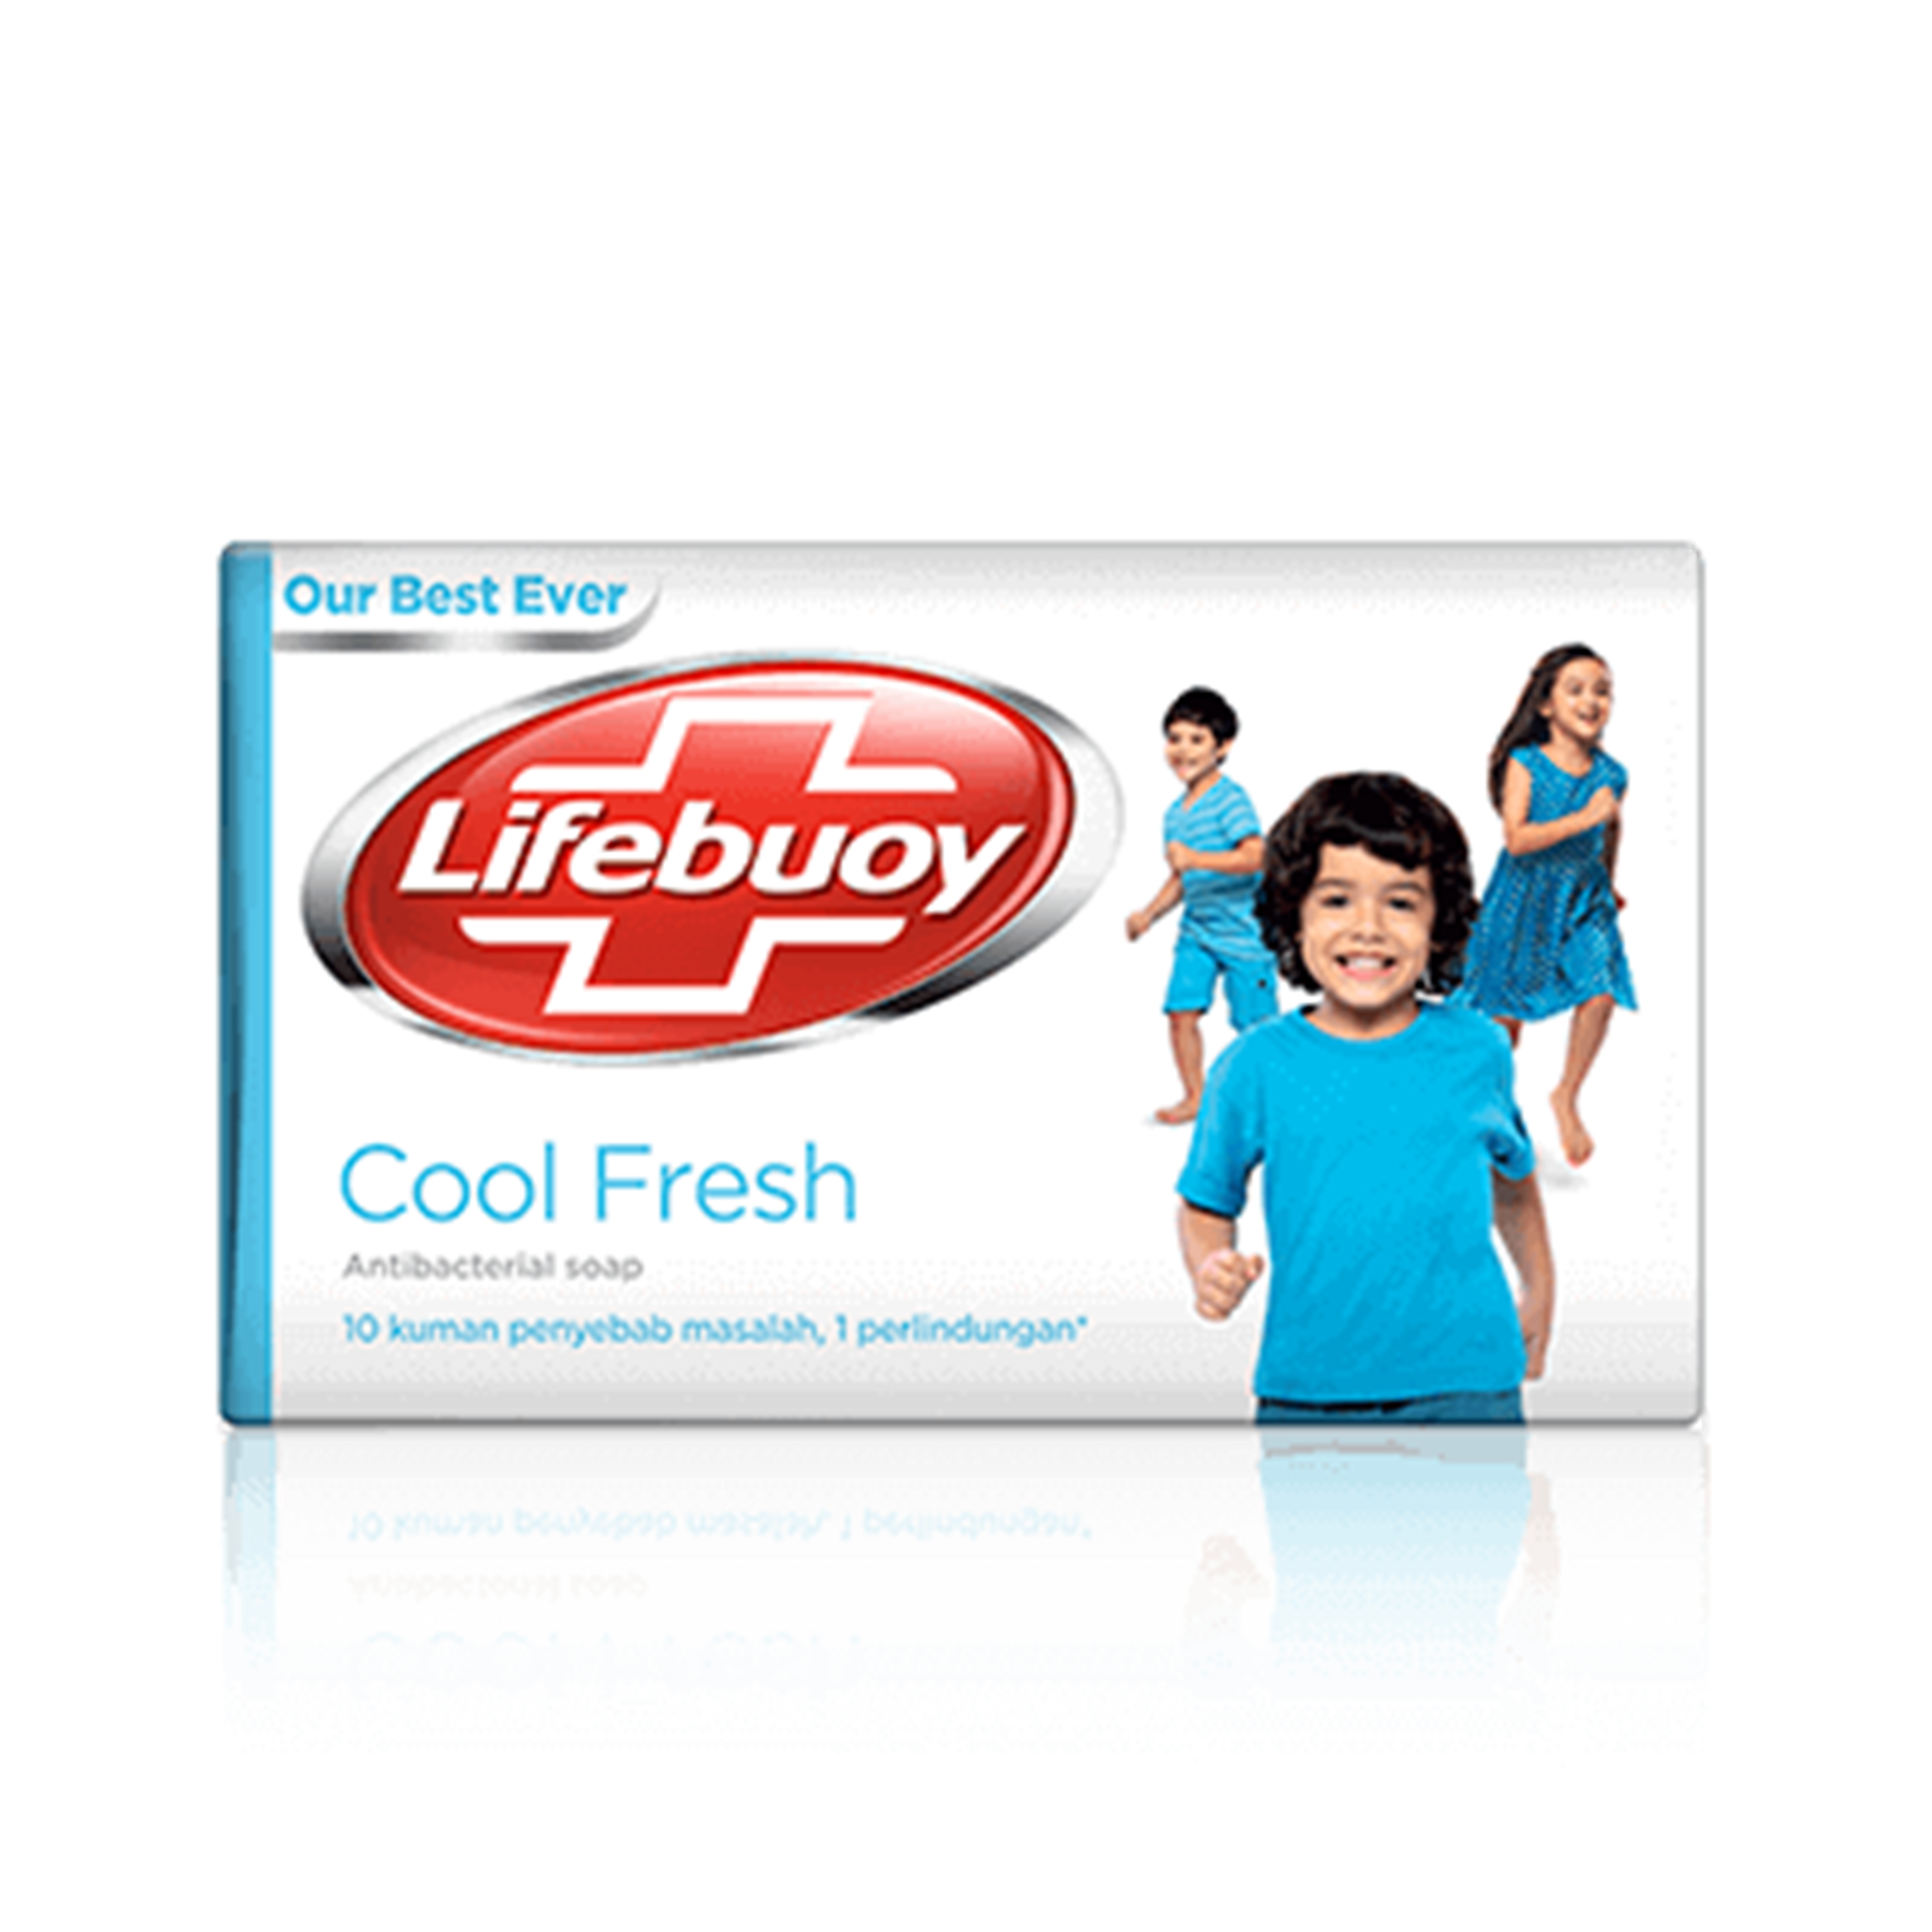 Our Best Ever
Lifebuoy
Cool Fresh
Antibacterial soap
10 kuman penyebab masalah, 1 perlindungan*